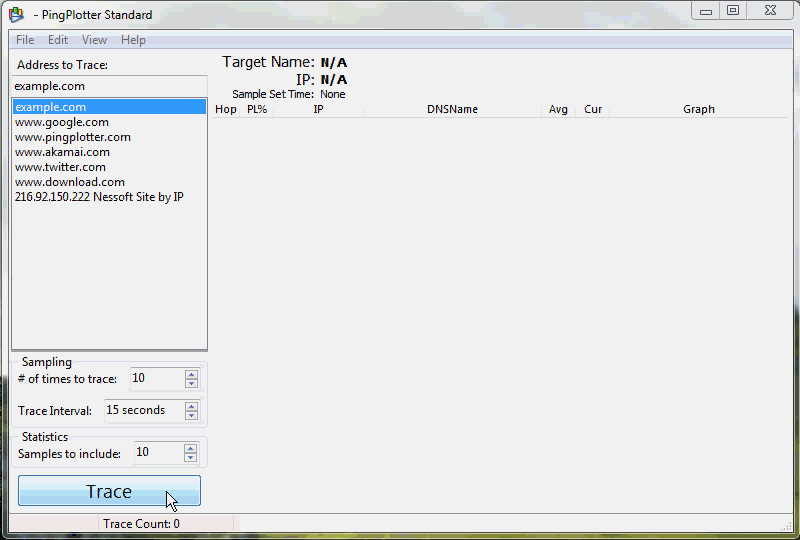 - PingPlotter Standard
File Edit View Help
Address to Trace:
example.com
example.com
www.google.com
www.pingplotter.com
www.akamai.com
www.twitter.com
www.download.com
216.92.150.222 Nessoft Site by IP
Target Name: N/A
IP: N/A
Sample Set Time: None
Hop PL% IP DNSName Avg Cur Graph
Sampling
# of times to trace: 10
Trace Interval: 15 seconds
Statistics
Samples to include: 10
Trace
Trace Count: 0